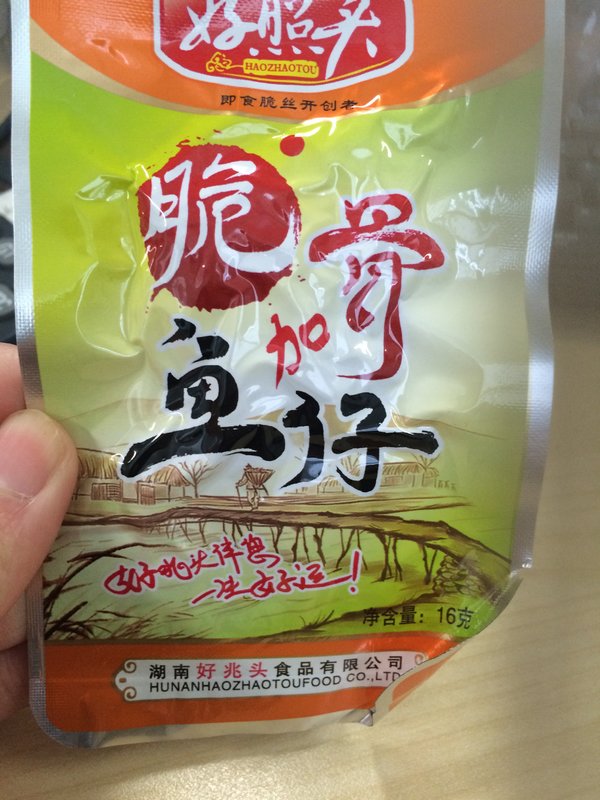 好照头
HAOZHAOTOU
即食脆丝开创者
脆骨
加
鱼仔
好兆头伴您
一生好运！
净含量：16克
湖南好兆头食品有限公司
HUNANHAOZHAOTOUFOOD CO.,LTD